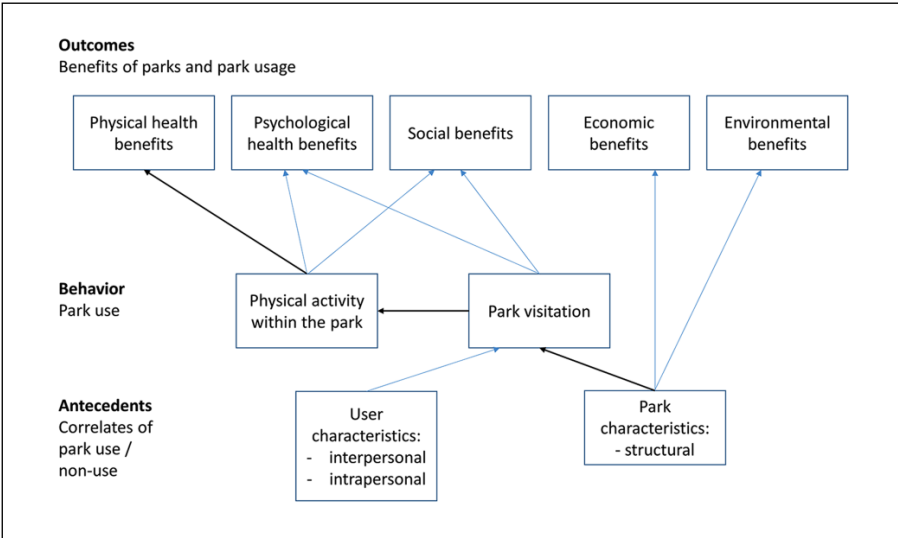 Outcomes
Benefits of parks and park usage
Physical health
benefits
Psychological
health benefits
Social benefits
Economic
benefits
Environmental
benefits
Behavior
Park use
Physical activity
within the park
Park visitation
Antecedents
Correlates of
park use /
non-use
User
characteristics:
- interpersonal
- intrapersonal
Park
characteristics:
- structural